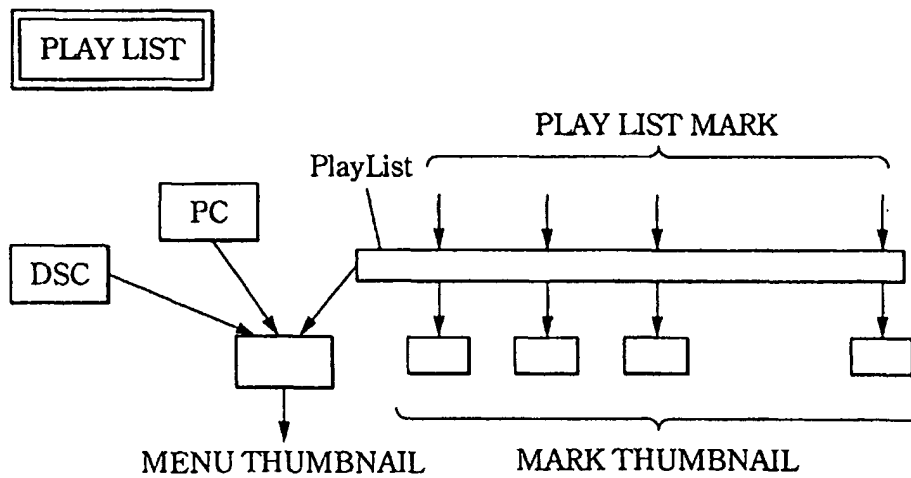 PLAY LIST
PLAY LIST MARK
PlayList
PC
DSC
MENU THUMBNAIL
MARK THUMBNAIL